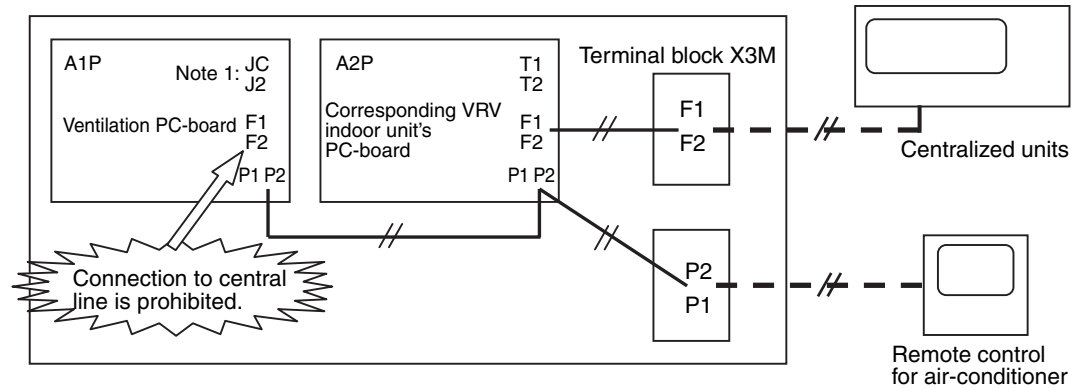 A1P
Note 1: JC
J2
Ventilation PC-board F1
F2
P1 P2
Connection to central
line is prohibited.
A2P
T1
T2
Corresponding VRV
indoor unit's
PC-board
F1
F2
P1 P2
Terminal block X3M
F1
F2
P2
P1
Centralized units
Remote control
for air-conditioner